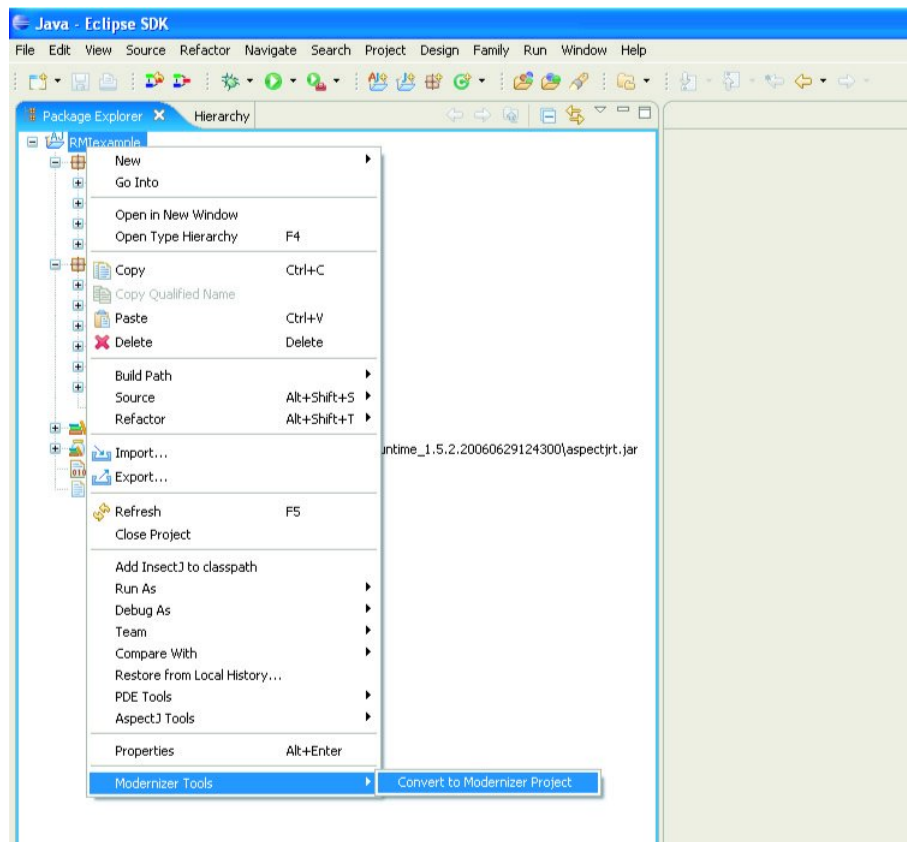 Java - Eclipse SDK
File Edit View Source Refactor Navigate Search Project Design Family Run Window Help
Package Explorer Hierarchy
RMIexample
New
Go Into
Open in New Window
Open Type Hierarchy F4
Copy Ctrl+C
Copy Qualified Name
Paste Ctrl+V
Delete Delete
Build Path
Source Alt+Shift+S
Refactor Alt+Shift+T
Import... untime_1.5.2.20060629124300\aspectjrt.jar
Export...
Refresh F5
Close Project
Add InsectJ to classpath
Run As
Debug As
Team
Compare With
Restore from Local History...
PDE Tools
AspectJ Tools
Properties Alt+Enter
Modernizer Tools Convert to Modernizer Project